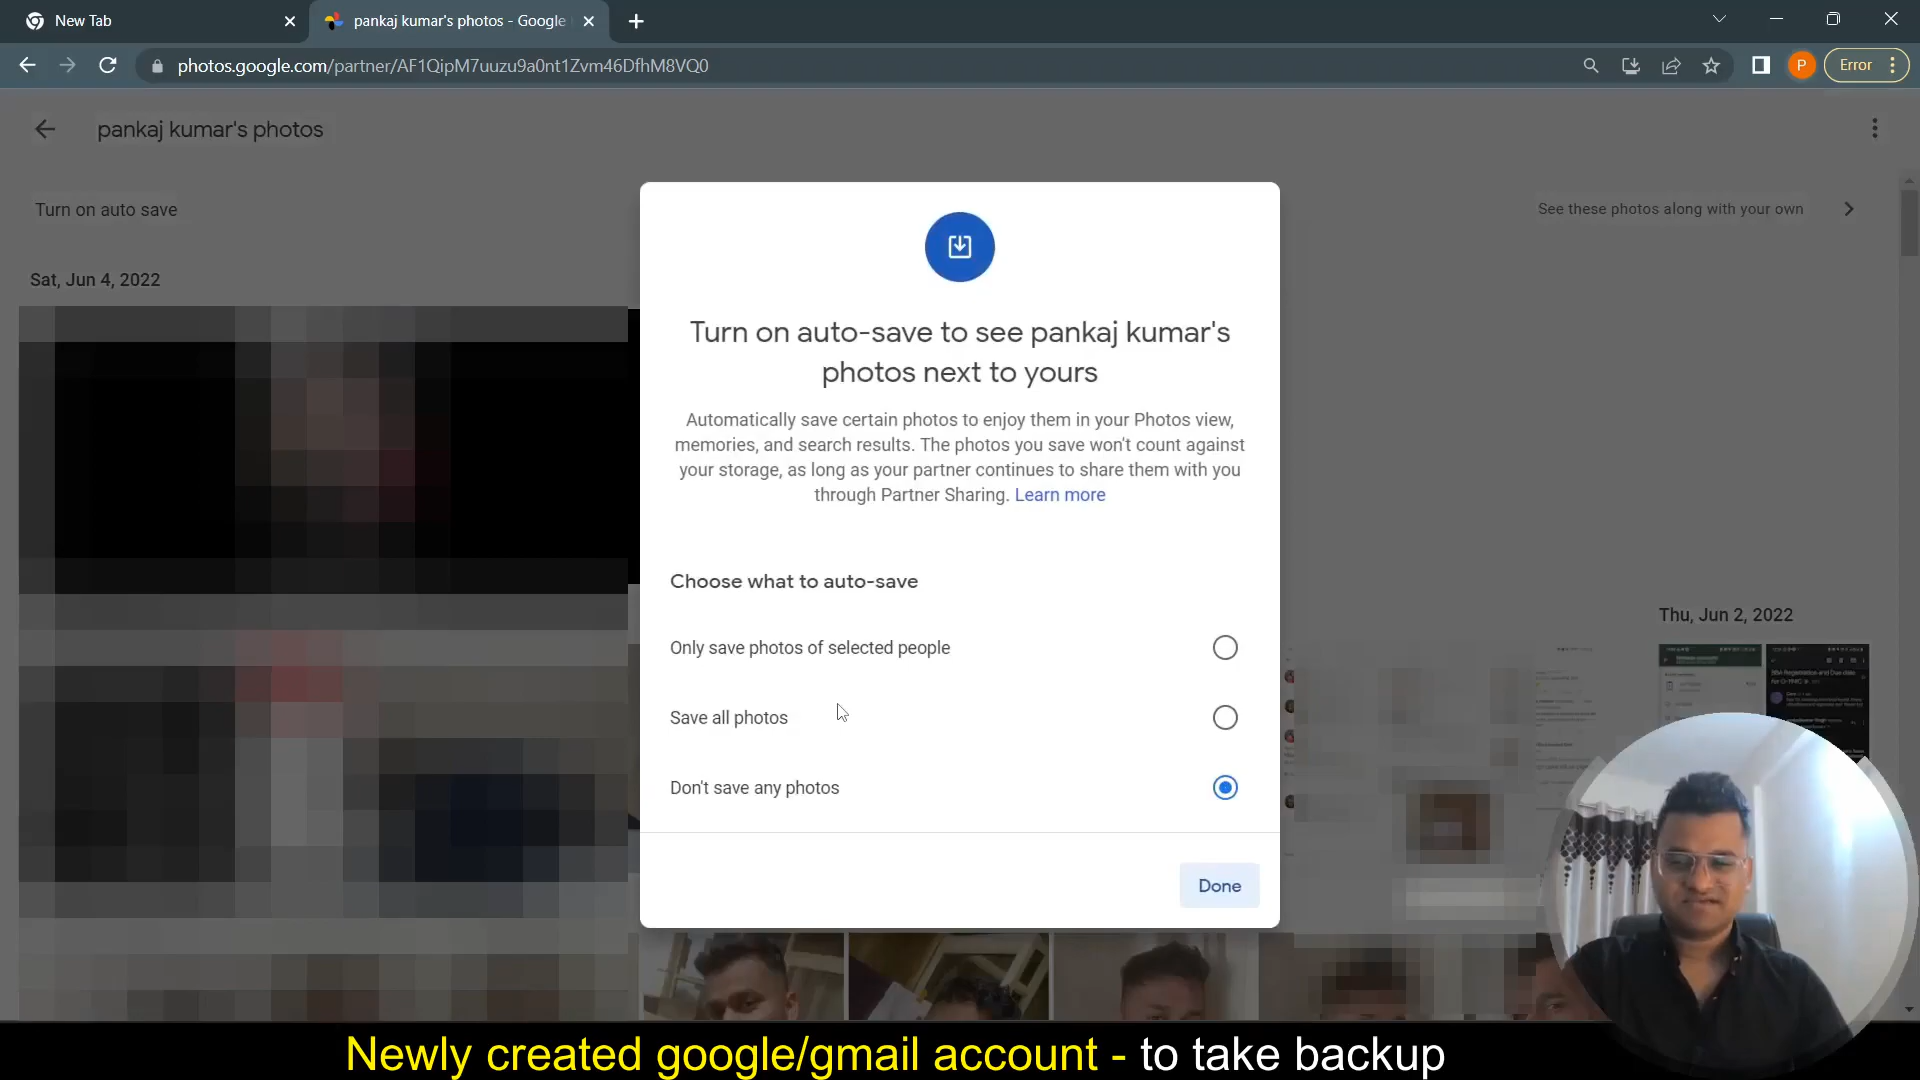 New Tab
pankaj kumar's photos - Google
photos.google.com/partner/AF1QipM7uuzu9a0nt1Zvm46DfhM8VQ0
P
Error
pankaj kumar's photos
Turn on auto save
See these photos along with your own
Sat, Jun 4, 2022
Turn on auto-save to see pankaj kumar's
photos next to yours
Automatically save certain photos to enjoy them in your Photos view,
memories, and search results. The photos you save won't count against
your storage, as long as your partner continues to share them with you
through Partner Sharing. Learn more
Choose what to auto-save
Thu, Jun 2, 2022
Only save photos of selected people
Save all photos
Don't save any photos
Done
Newly created google/gmail account - to take backup